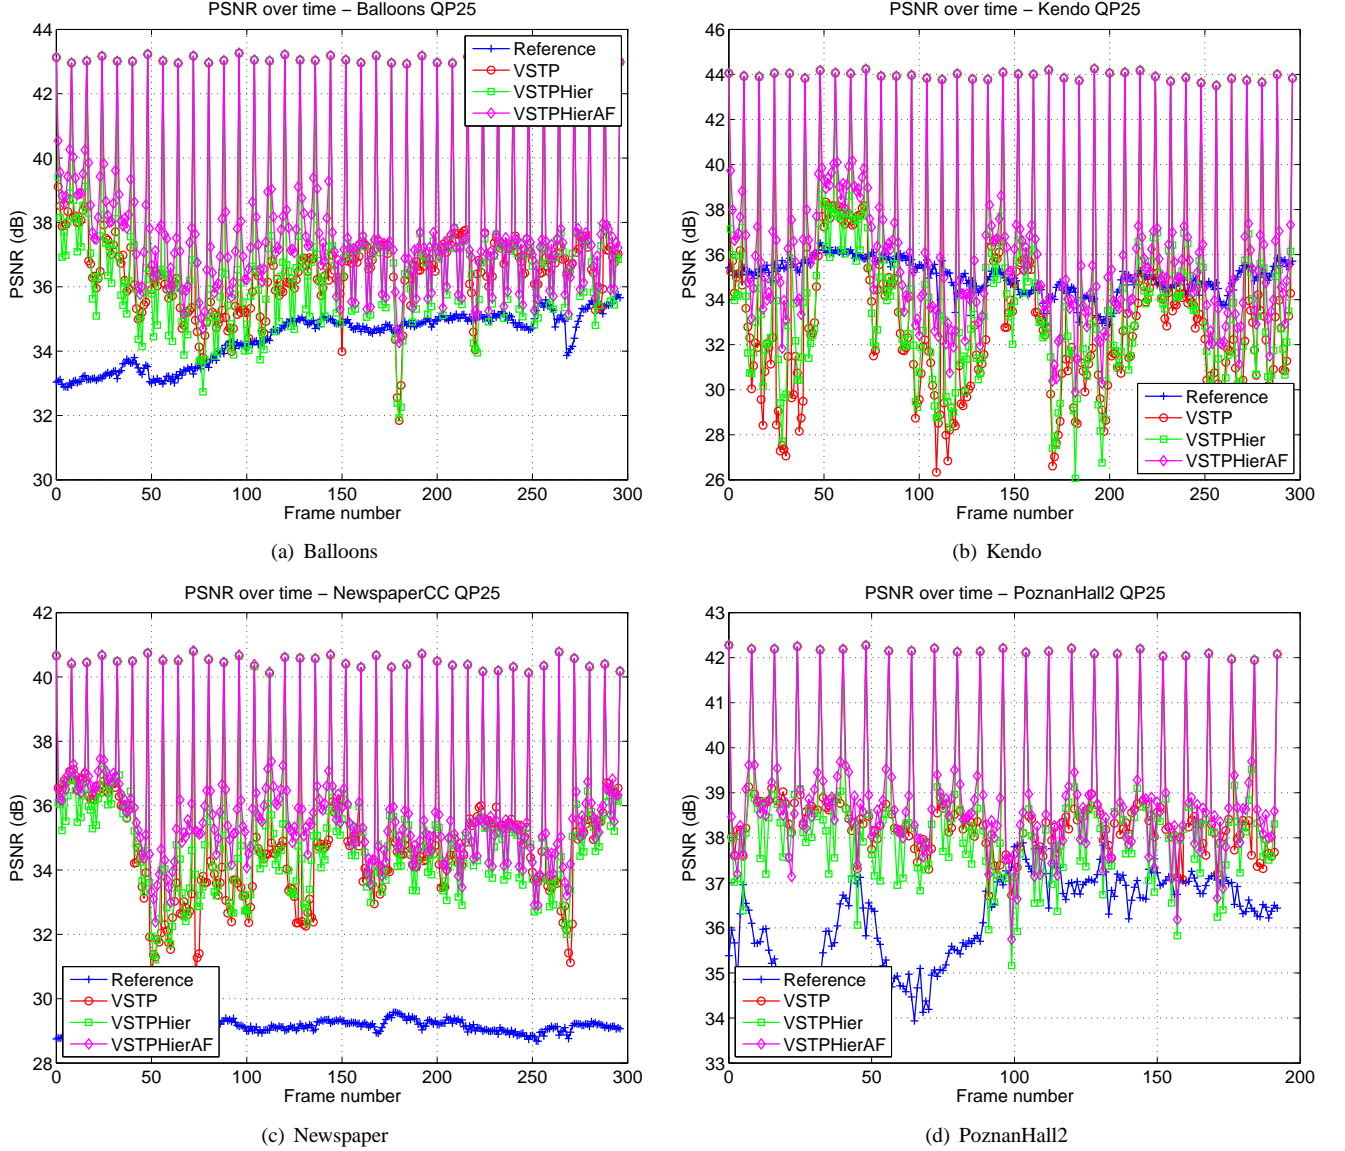 PSNR over time − Balloons QP25
PSNR (dB)
44
42
40
38
36
34
32
30
0 50 100 150 200 250 300
Frame number
Reference
VSTP
VSTPHier
VSTPHierAF
(a) Balloons
PSNR over time − Kendo QP25
PSNR (dB)
46
44
42
40
38
36
34
32
30
28
26
0 50 100 150 200 250 300
Frame number
Reference
VSTP
VSTPHier
VSTPHierAF
(b) Kendo
PSNR over time − NewspaperCC QP25
PSNR (dB)
42
40
38
36
34
32
30
28
0 50 100 150 200 250 300
Frame number
Reference
VSTP
VSTPHier
VSTPHierAF
(c) Newspaper
PSNR over time − PoznanHall2 QP25
PSNR (dB)
43
42
41
40
39
38
37
36
35
34
33
0 50 100 150 200
Frame number
Reference
VSTP
VSTPHier
VSTPHierAF
(d) PoznanHall2